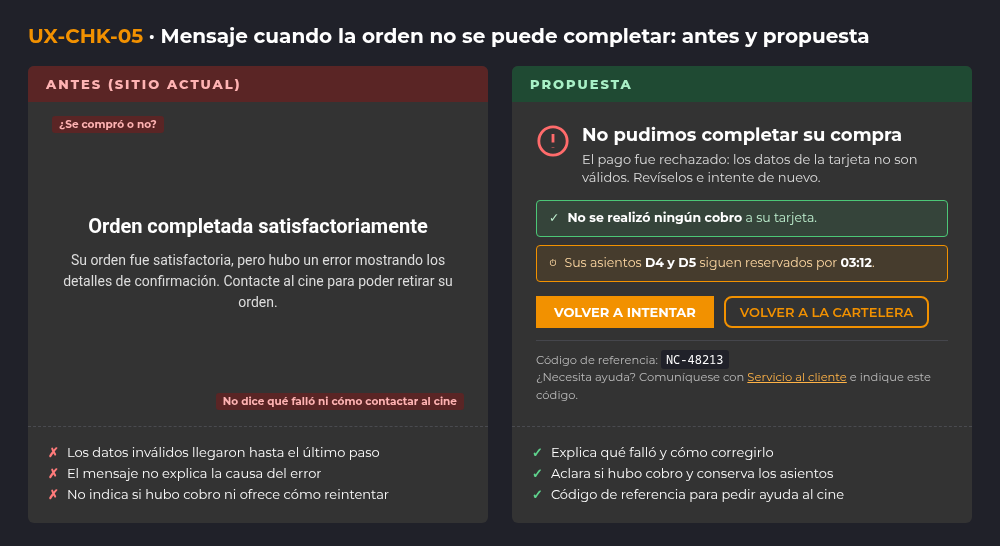 UX-CHK-05 · Mensaje cuando la orden no se puede completar: antes y propuesta
ANTES (SITIO ACTUAL)
¿Se compró o no?
Orden completada satisfactoriamente
Su orden fue satisfactoria, pero hubo un error mostrando los
detalles de confirmación. Contacte al cine para poder retirar su
orden.
No dice qué falló ni cómo contactar al cine
✗ Los datos inválidos llegaron hasta el último paso
✗ El mensaje no explica la causa del error
✗ No indica si hubo cobro ni ofrece cómo reintentar
PROPUESTA
No pudimos completar su compra
El pago fue rechazado: los datos de la tarjeta no son
válidos. Revíselos e intente de nuevo.
✓ No se realizó ningún cobro a su tarjeta.
⏱ Sus asientos D4 y D5 siguen reservados por 03:12.
VOLVER A INTENTAR
VOLVER A LA CARTELERA
Código de referencia: NC-48213
¿Necesita ayuda? Comuníquese con Servicio al cliente e indique este
código.
✓ Explica qué falló y cómo corregirlo
✓ Aclara si hubo cobro y conserva los asientos
✓ Código de referencia para pedir ayuda al cine